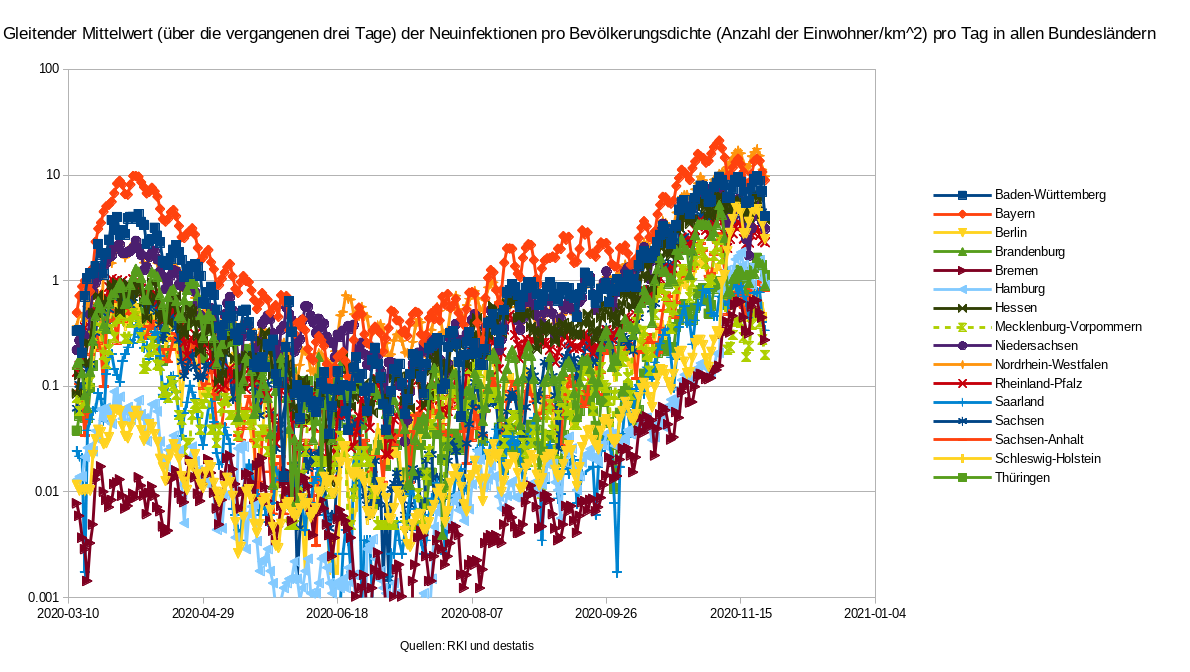 Gleitender Mittelwert (über die vergangenen drei Tage) der Neuinfektionen pro Bevölkerungsdichte (Anzahl der Einwohner/km^2) pro Tag in allen Bundesländern
100
10
1
0.1
0.01
0.001
2020-03-10 2020-04-29 2020-06-18 2020-08-07 2020-09-26 2020-11-15 2021-01-04
Quellen: RKI und destatis
Baden-Württemberg
Bayern
Berlin
Brandenburg
Bremen
Hamburg
Hessen
Mecklenburg-Vorpommern
Niedersachsen
Nordrhein-Westfalen
Rheinland-Pfalz
Saarland
Sachsen
Sachsen-Anhalt
Schleswig-Holstein
Thüringen